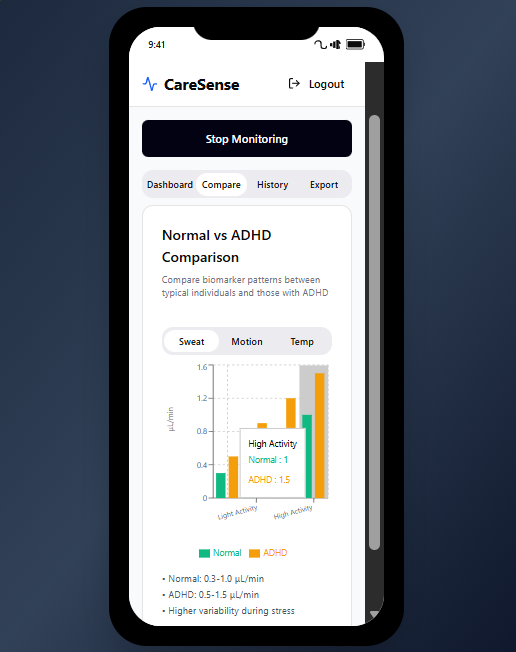 9:41
CareSense
Logout
Stop Monitoring
Dashboard Compare History Export
Normal vs ADHD
Comparison
Compare biomarker patterns between
typical individuals and those with ADHD
Sweat Motion Temp
1.6
1.2
0.8
0.4
0
µL/min
High Activity
Normal : 1
ADHD : 1.5
Light Activity
High Activity
Normal ADHD
• Normal: 0.3-1.0 µL/min
• ADHD: 0.5-1.5 µL/min
• Higher variability during stress